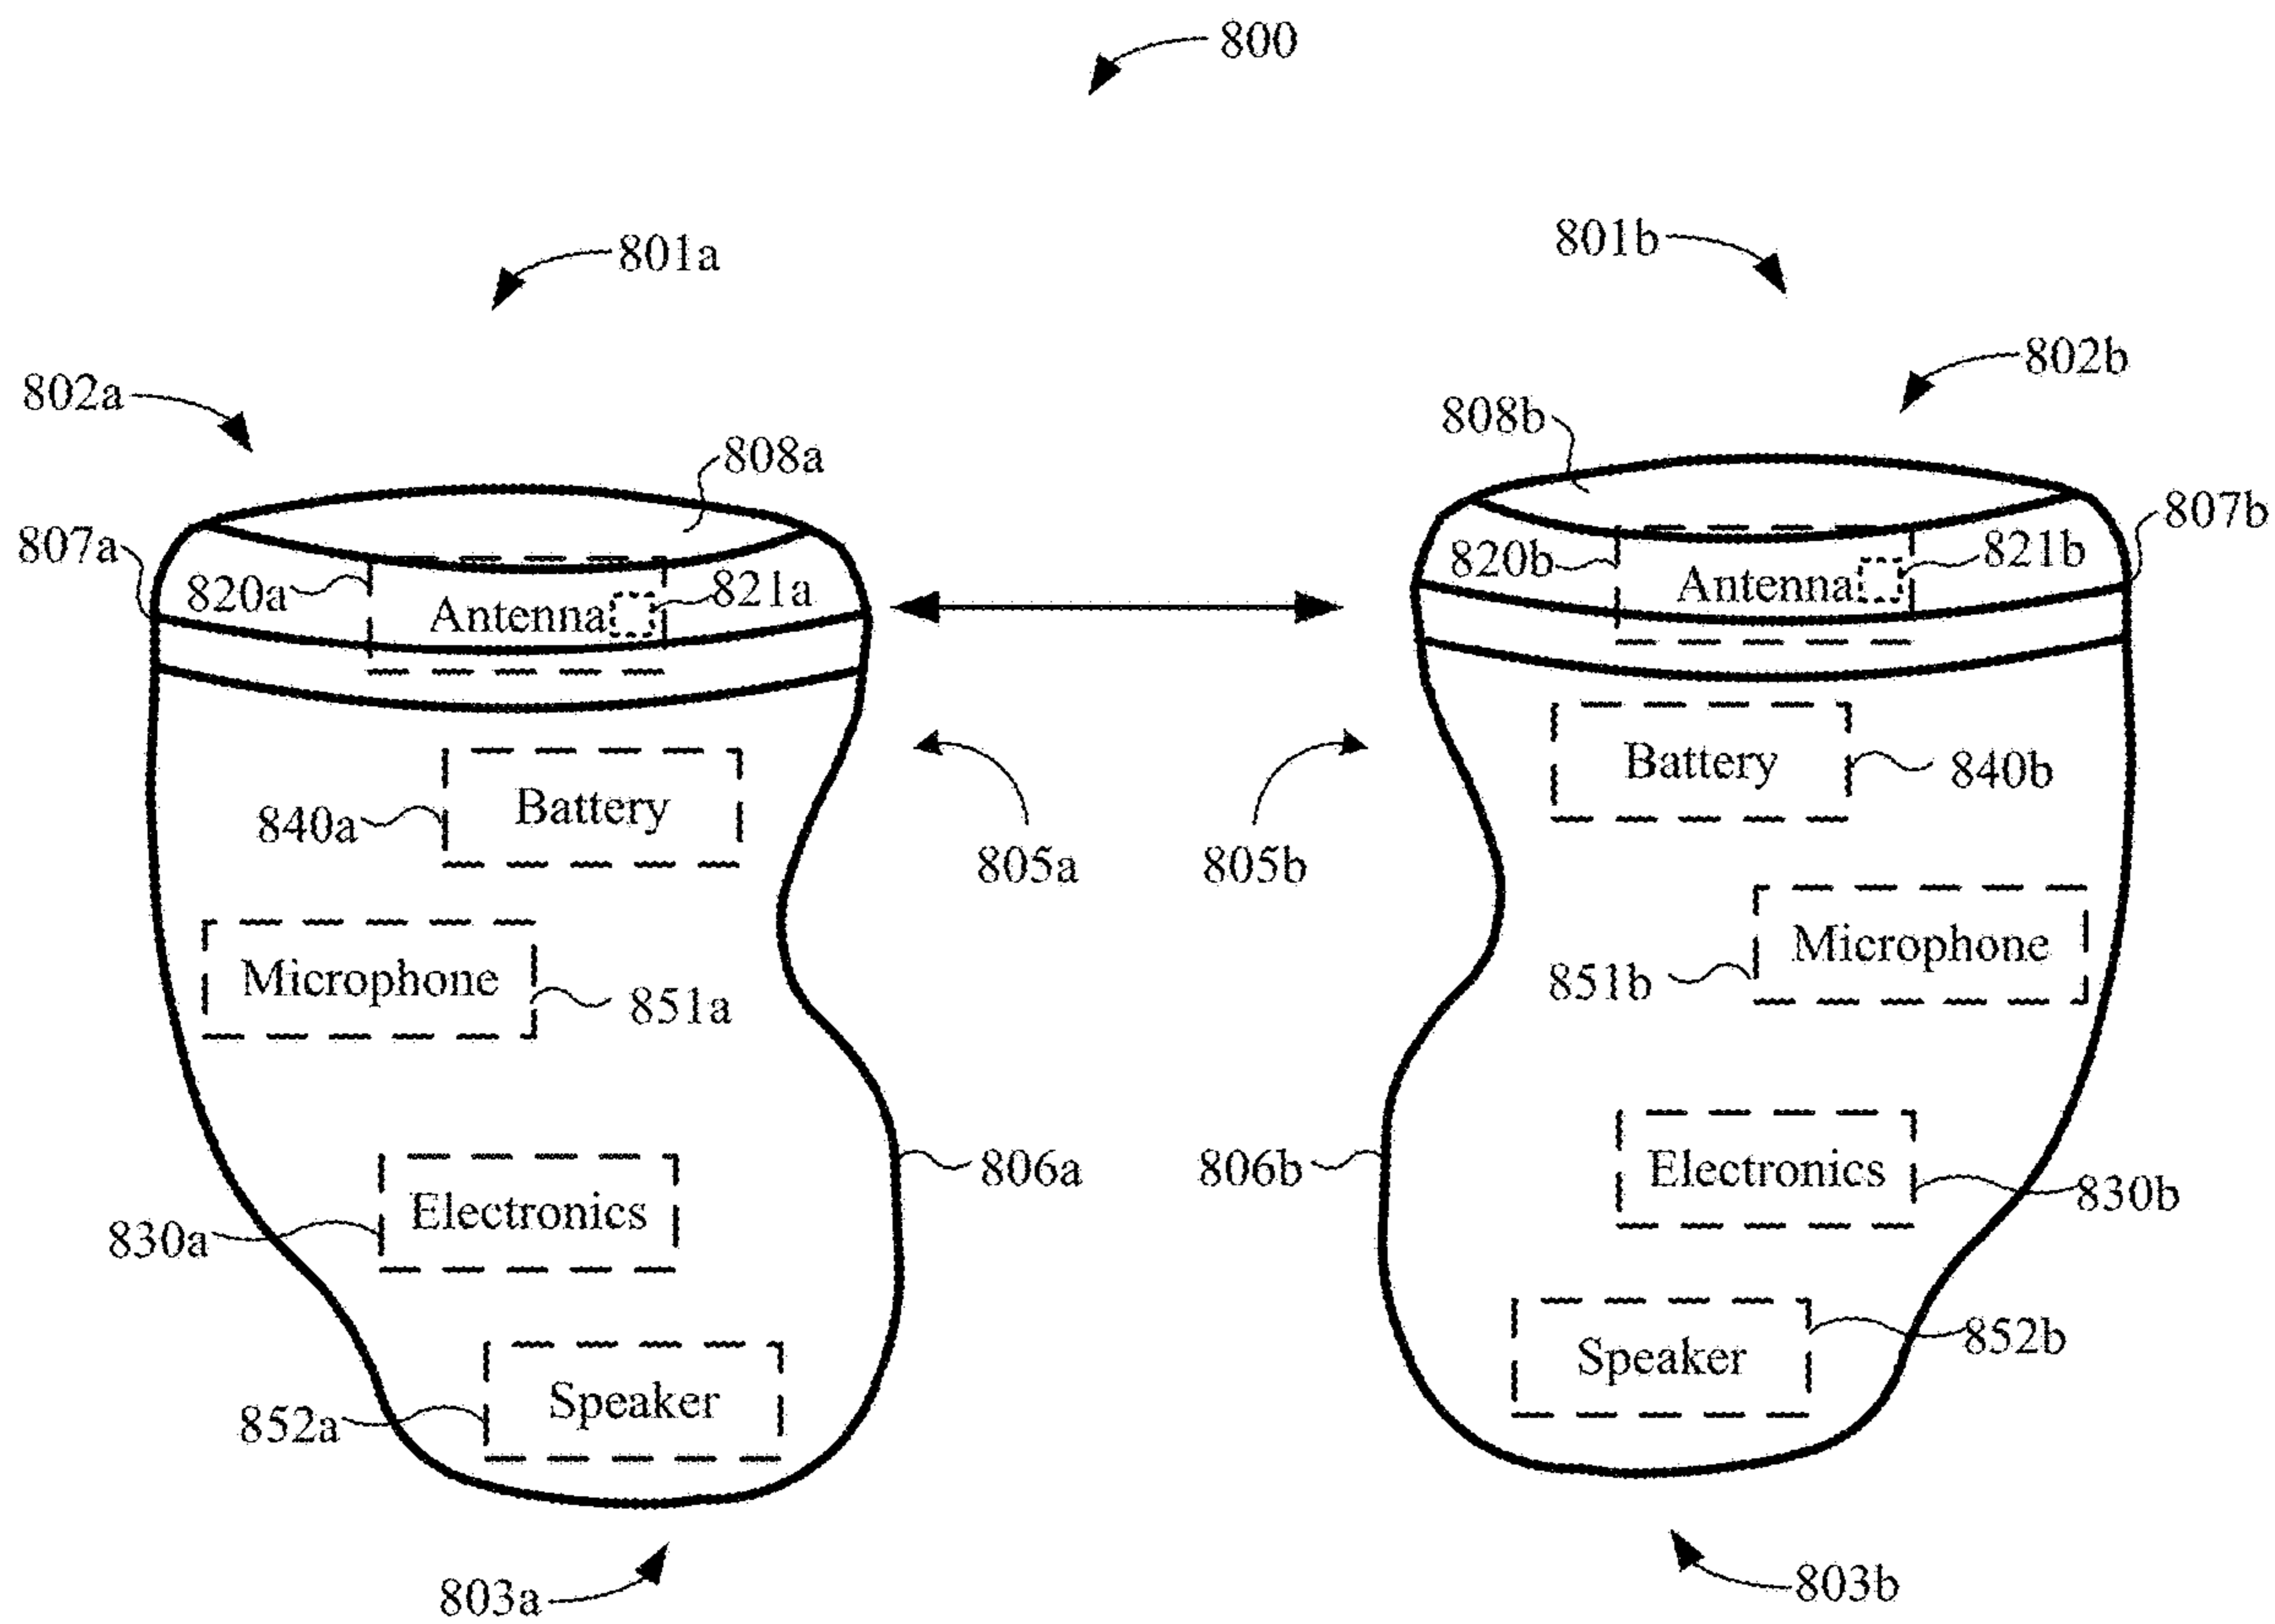 800
801a
801b
802a
802b
808a
808b
807a
807b
820a
Antenna
821a
820b
Antenna
821b
Battery
840a
805a
805b
Battery
840b
Microphone
851a
Microphone
851b
806a
806b
Electronics
830a
Electronics
830b
Speaker
852a
Speaker
852b
803a
803b